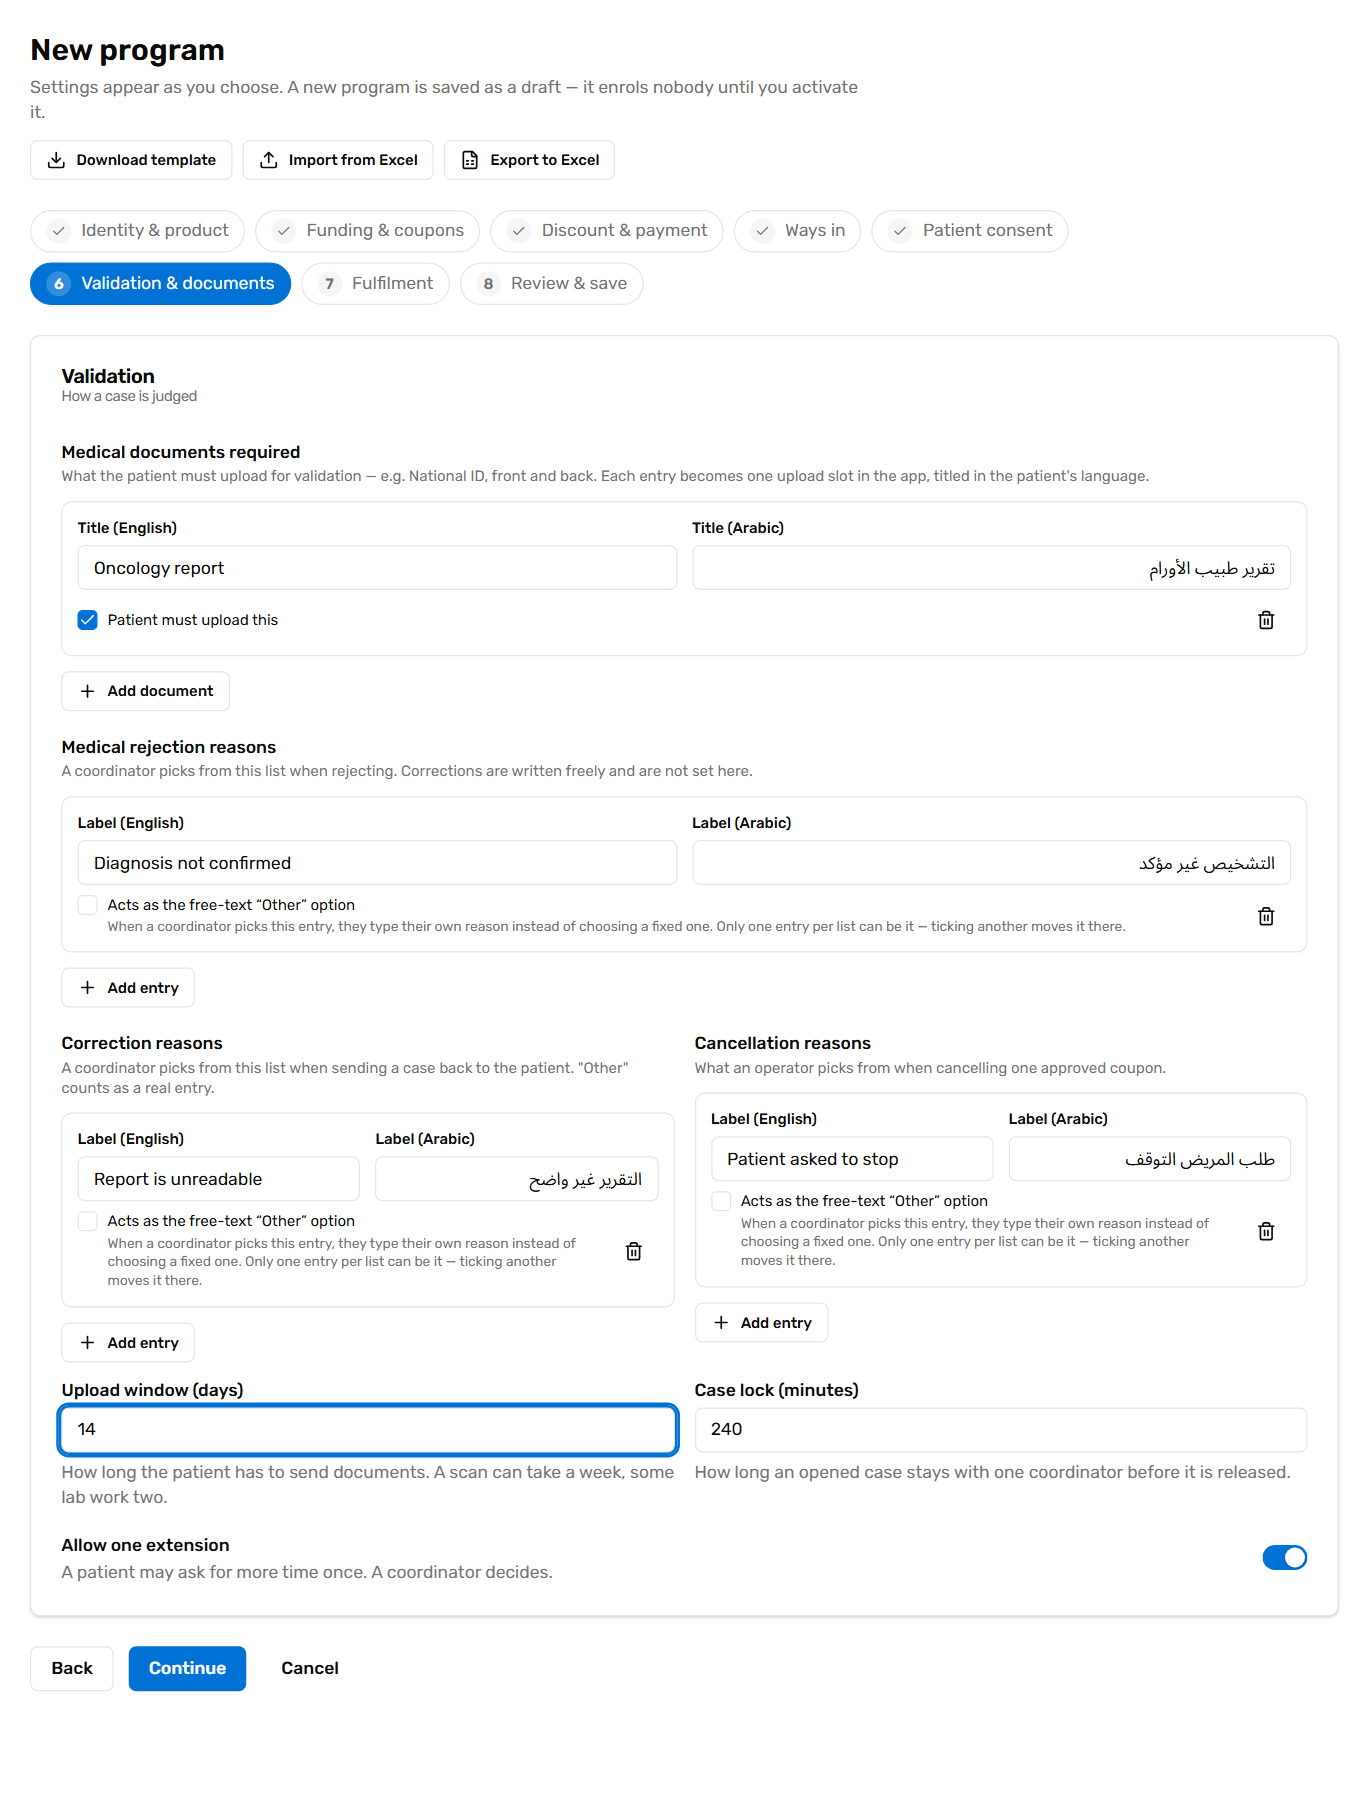 New program
Settings appear as you choose. A new program is saved as a draft — it enrols nobody until you activate
it.
Download template
Import from Excel
Export to Excel
Identity & product
Funding & coupons
Discount & payment
Ways in
Patient consent
6 Validation & documents
7 Fulfilment
8 Review & save
Validation
How a case is judged
Medical documents required
What the patient must upload for validation — e.g. National ID, front and back. Each entry becomes one upload slot in the app, titled in the patient's language.
Title (English)
Title (Arabic)
Oncology report
تقرير طبيب الأورام
Patient must upload this
Add document
Medical rejection reasons
A coordinator picks from this list when rejecting. Corrections are written freely and are not set here.
Label (English)
Label (Arabic)
Diagnosis not confirmed
التشخيص غير مؤكد
Acts as the free-text “Other” option
When a coordinator picks this entry, they type their own reason instead of choosing a fixed one. Only one entry per list can be it — ticking another moves it there.
Add entry
Correction reasons
A coordinator picks from this list when sending a case back to the patient. "Other"
counts as a real entry.
Label (English)
Label (Arabic)
Report is unreadable
التقرير غير واضح
Acts as the free-text “Other” option
When a coordinator picks this entry, they type their own reason instead of
choosing a fixed one. Only one entry per list can be it — ticking another
moves it there.
Add entry
Cancellation reasons
What an operator picks from when cancelling one approved coupon.
Label (English)
Label (Arabic)
Patient asked to stop
طلب المريض التوقف
Acts as the free-text “Other” option
When a coordinator picks this entry, they type their own reason instead of
choosing a fixed one. Only one entry per list can be it — ticking another
moves it there.
Add entry
Upload window (days)
14
How long the patient has to send documents. A scan can take a week, some
lab work two.
Case lock (minutes)
240
How long an opened case stays with one coordinator before it is released.
Allow one extension
A patient may ask for more time once. A coordinator decides.
Back
Continue
Cancel